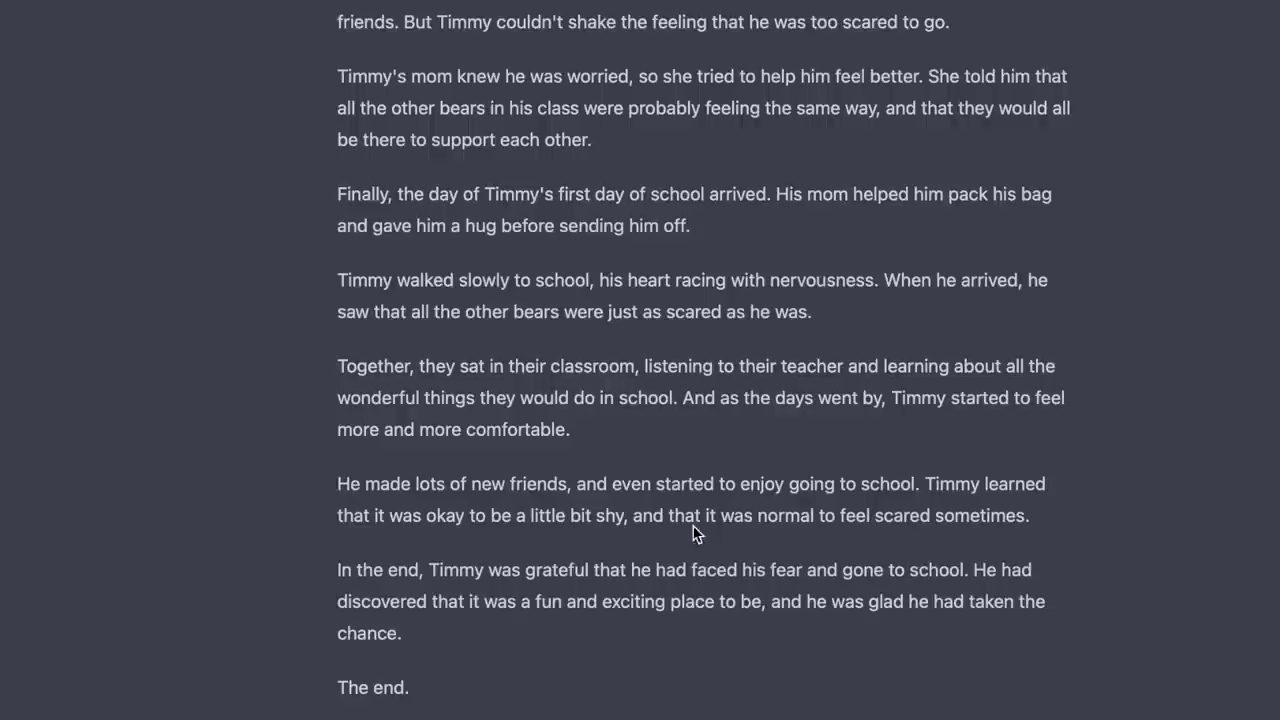 friends. But Timmy couldn't shake the feeling that he was too scared to go.
Timmy's mom knew he was worried, so she tried to help him feel better. She told him that
all the other bears in his class were probably feeling the same way, and that they would all
be there to support each other.
Finally, the day of Timmy's first day of school arrived. His mom helped him pack his bag
and gave him a hug before sending him off.
Timmy walked slowly to school, his heart racing with nervousness. When he arrived, he
saw that all the other bears were just as scared as he was.
Together, they sat in their classroom, listening to their teacher and learning about all the
wonderful things they would do in school. And as the days went by, Timmy started to feel
more and more comfortable.
He made lots of new friends, and even started to enjoy going to school. Timmy learned
that it was okay to be a little bit shy, and that it was normal to feel scared sometimes.
In the end, Timmy was grateful that he had faced his fear and gone to school. He had
discovered that it was a fun and exciting place to be, and he was glad he had taken the
chance.
The end.